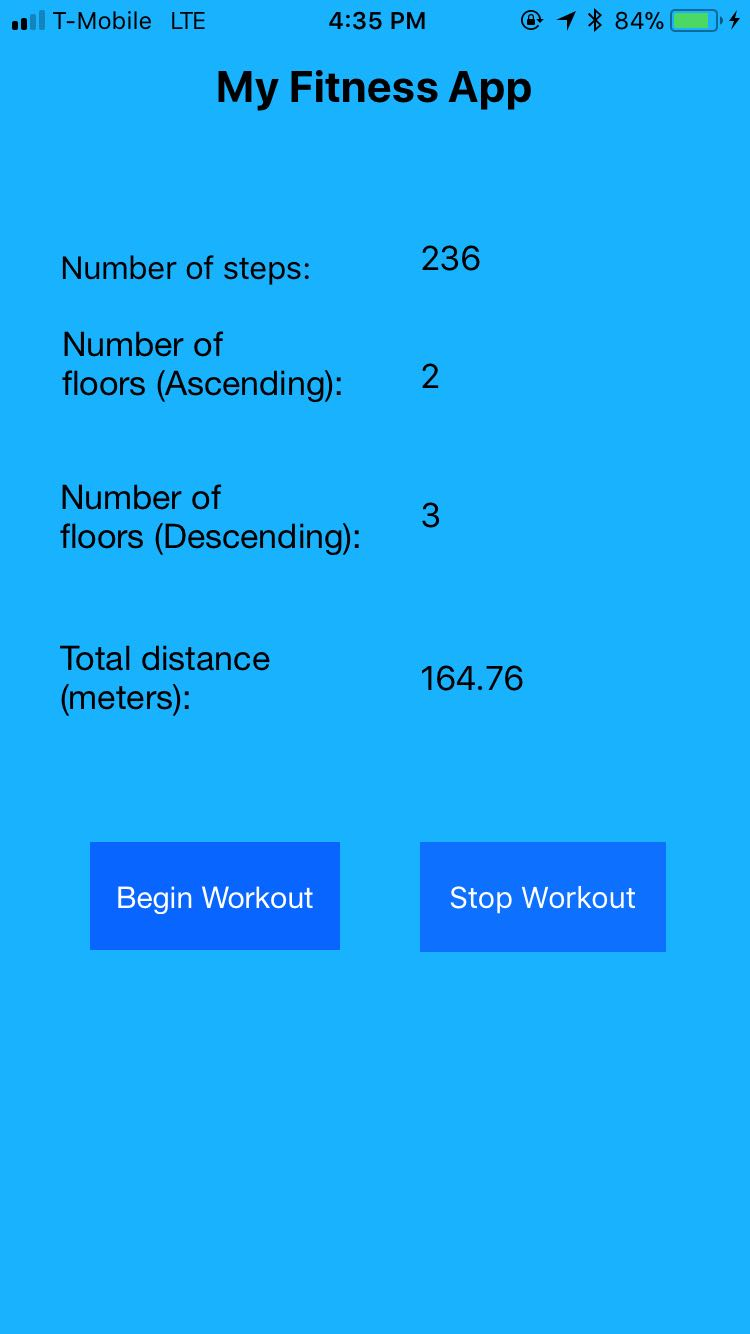 T-Mobile LTE 4:35 PM 84%
My Fitness App
Number of steps: 236
Number of
floors (Ascending): 2
Number of
floors (Descending): 3
Total distance
(meters): 164.76
Begin Workout Stop Workout